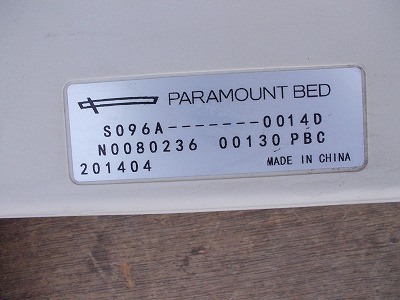 PARAMOUNT BED
S096A-------0014D
N0080236 00130 PBC
201404 MADE IN CHINA